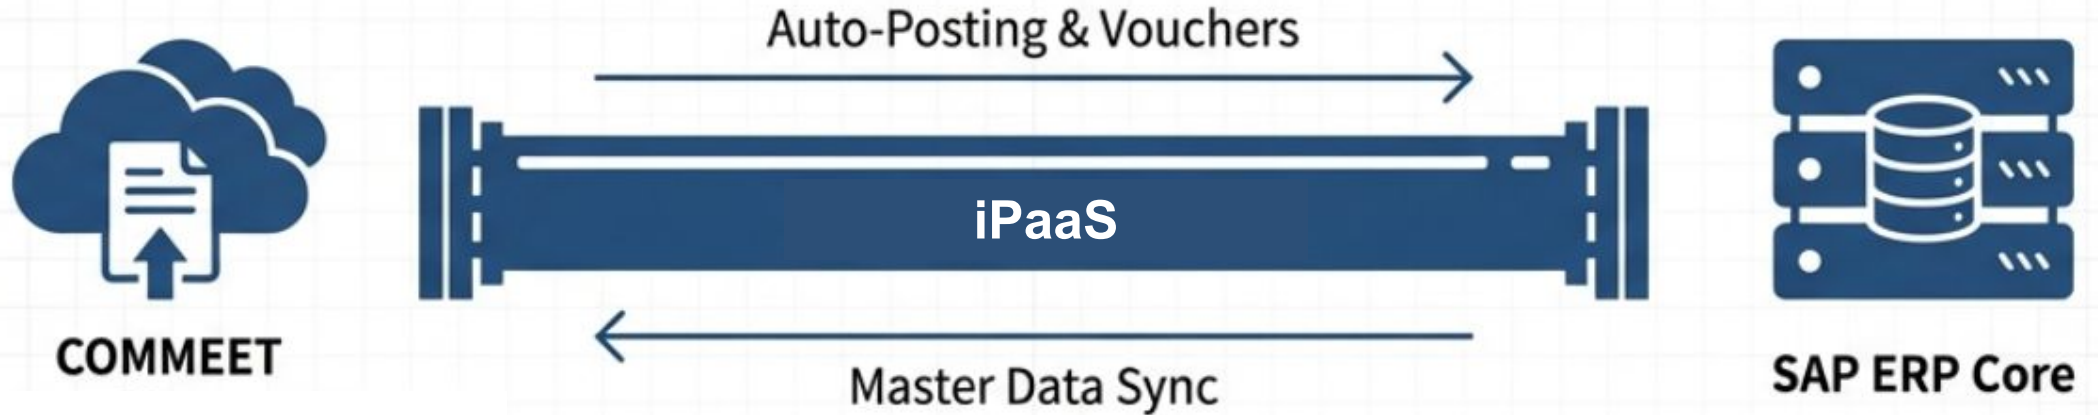 Auto-Posting & Vouchers
iPaaS
COMMEET
Master Data Sync
SAP ERP Core